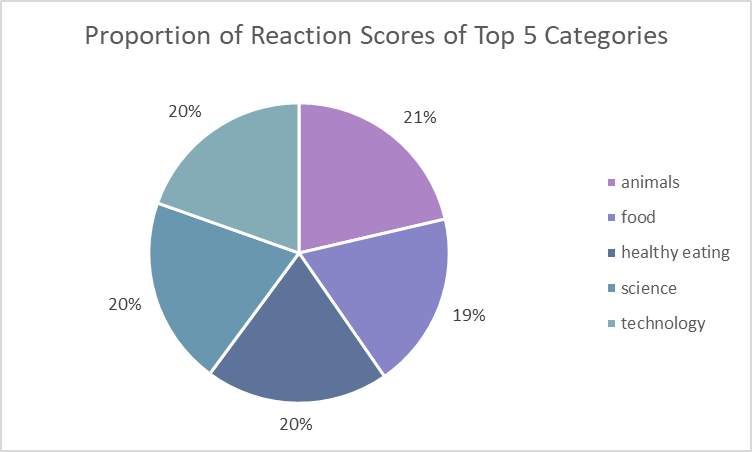 Proportion of Reaction Scores of Top 5 Categories
20%
21%
animals
food
healthy eating
science
technology
20%
19%
20%